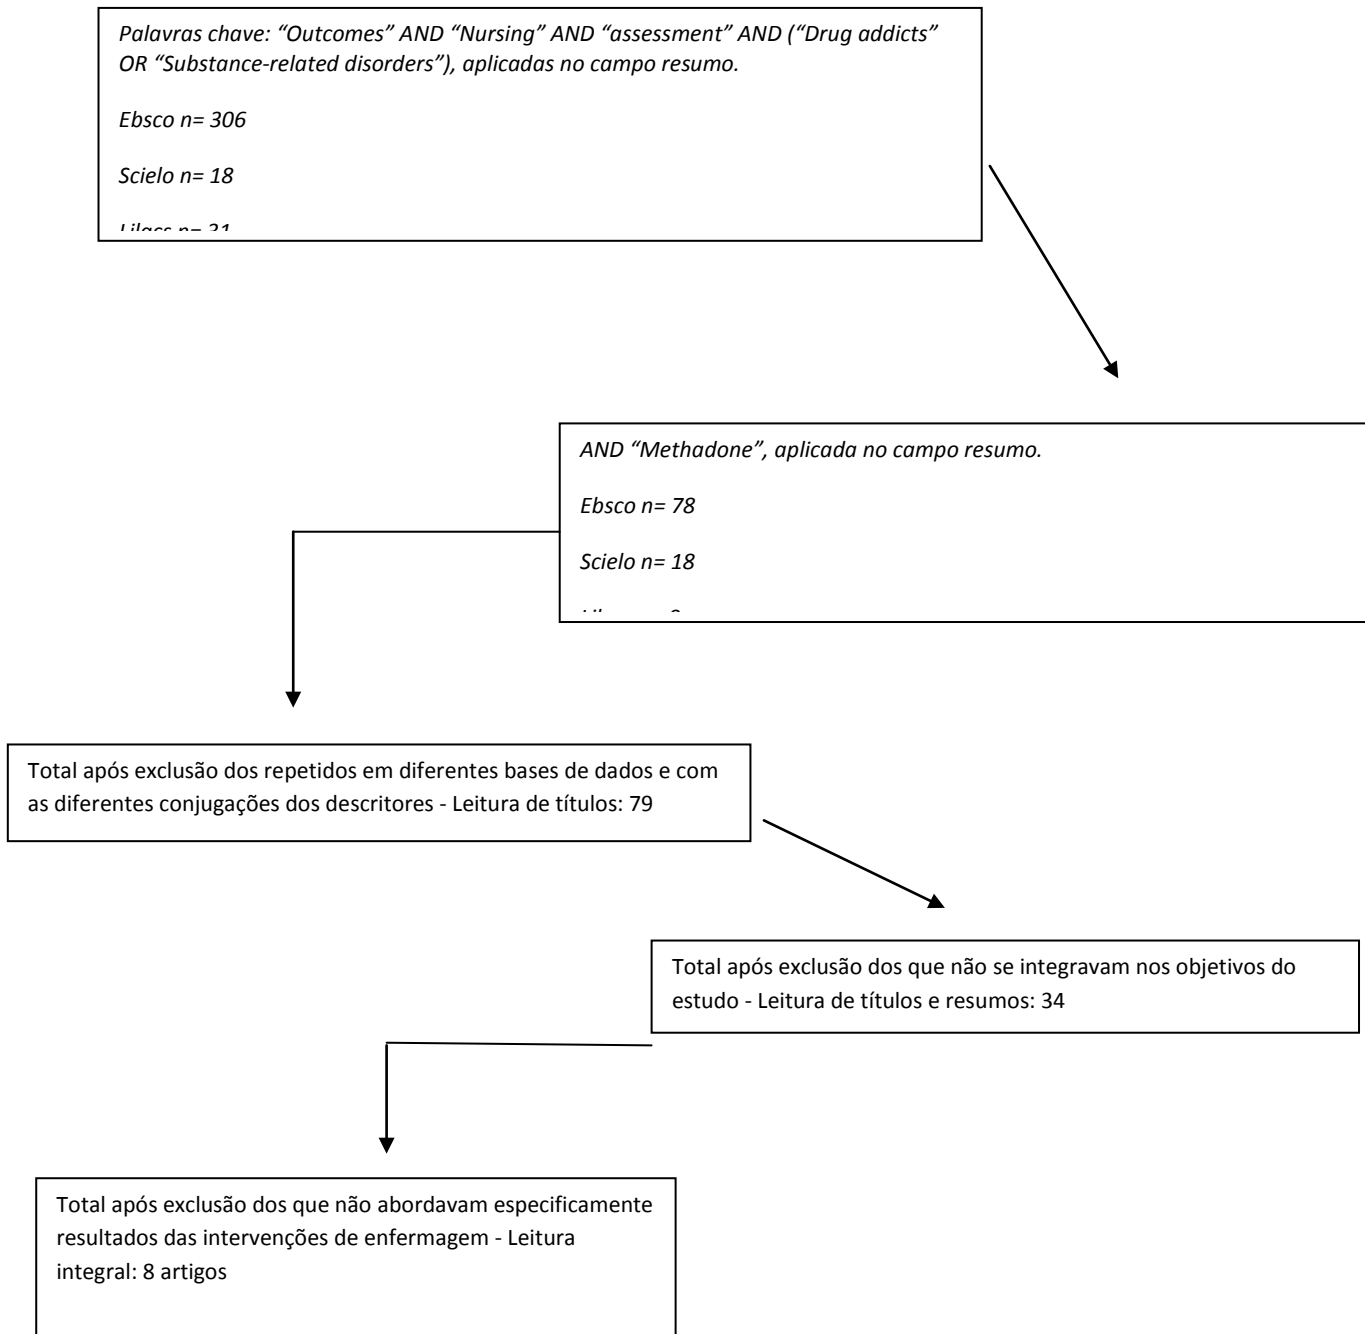 Palavras chave: “Outcomes” AND “Nursing” AND “assessment” AND (“Drug addicts”
OR “Substance-related disorders”), aplicadas no campo resumo.
Ebsco n= 306
Scielo n= 18
Lilacs n= 31
AND “Methadone”, aplicada no campo resumo.
Ebsco n= 78
Scielo n= 18
Total após exclusão dos repetidos em diferentes bases de dados e com
as diferentes conjugações dos descritores - Leitura de títulos: 79
Total após exclusão dos que não se integravam nos objetivos do
estudo - Leitura de títulos e resumos: 34
Total após exclusão dos que não abordavam especificamente
resultados das intervenções de enfermagem - Leitura
integral: 8 artigos